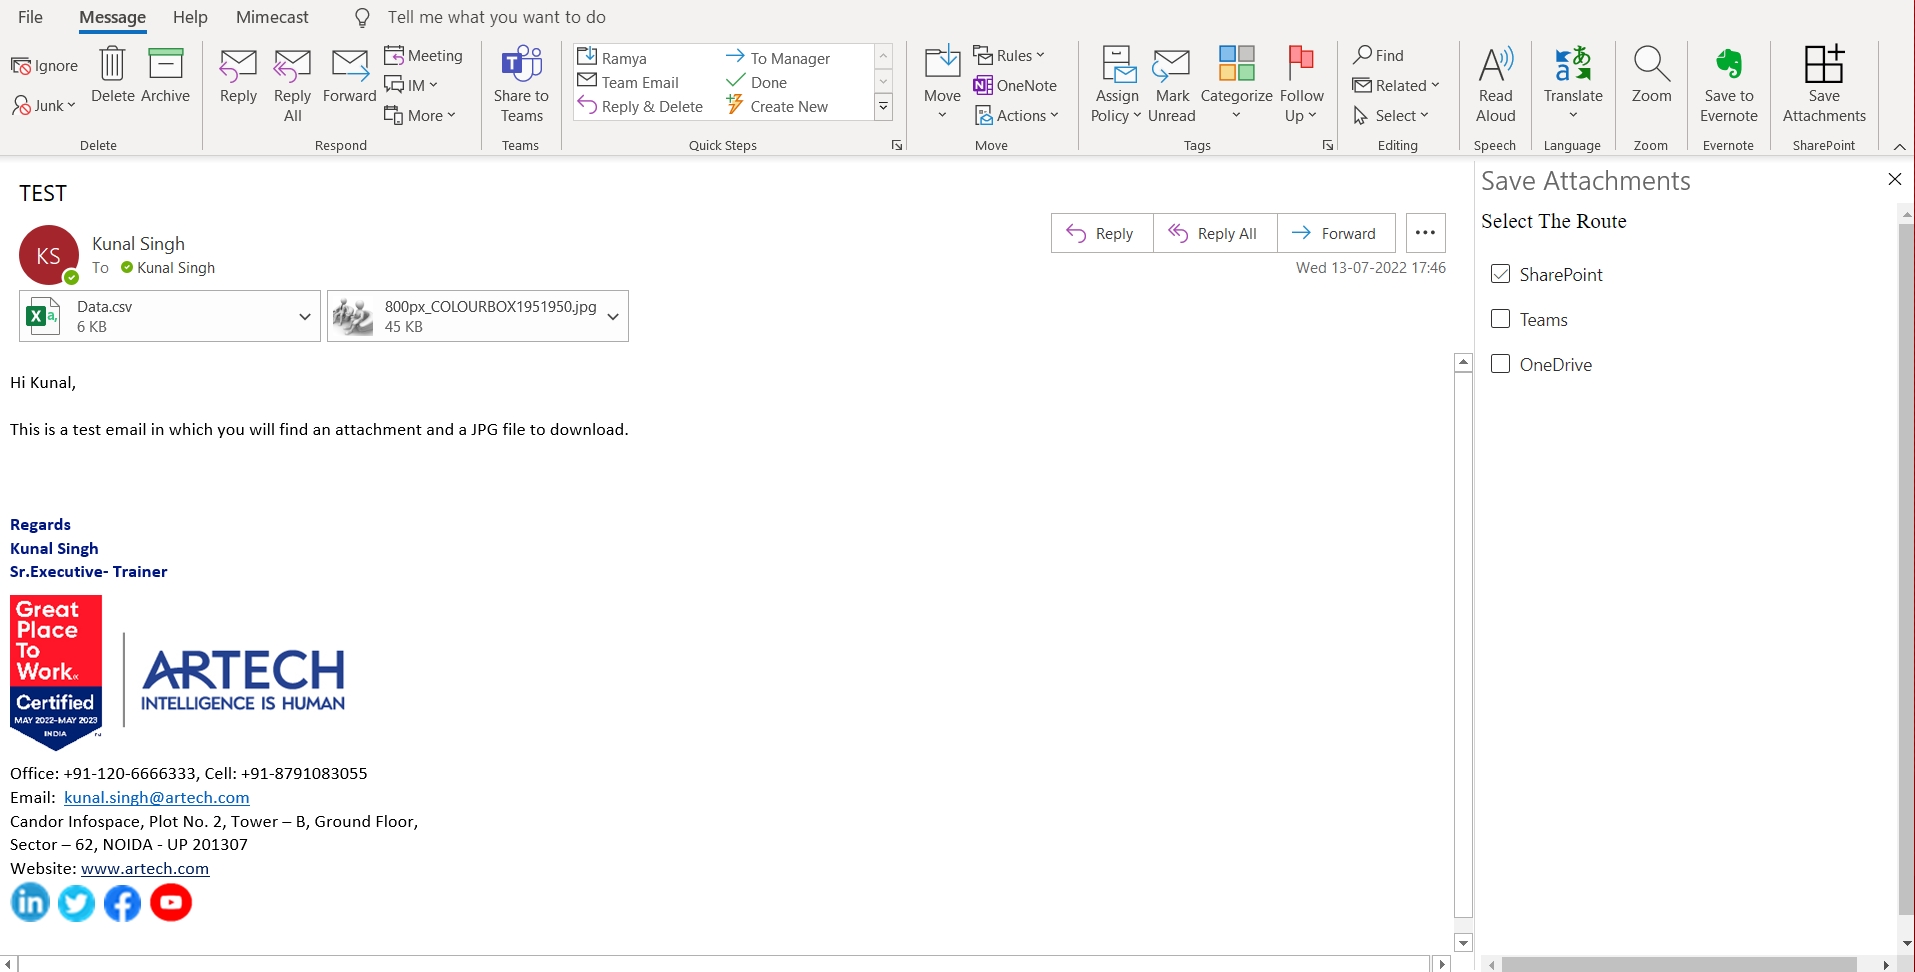 File Message Help Mimecast Tell me what you want to do
Ignore
Junk
Delete
Archive
Delete
Reply
Reply All
Forward
Meeting
IM
More
Respond
Share to Teams
Teams
Ramya
Team Email
Reply & Delete
To Manager
Done
Create New
Quick Steps
Move
Rules
OneNote
Actions
Move
Assign Policy
Mark Unread
Categorize
Follow Up
Tags
Find
Related
Select
Editing
Read Aloud
Speech
Translate
Language
Zoom
Zoom
Save to Evernote
Evernote
Save Attachments
SharePoint
TEST
KS
Kunal Singh
To Kunal Singh
Reply Reply All Forward
Wed 13-07-2022 17:46
Data.csv
6 KB
800px_COLOURBOX1951950.jpg
45 KB
Hi Kunal,
This is a test email in which you will find an attachment and a JPG file to download.
Regards
Kunal Singh
Sr.Executive- Trainer
Great
Place
To
Work.
Certified
MAY 2022-MAY 2023
INDIA
ARTECH
INTELLIGENCE IS HUMAN
Office: +91-120-6666333, Cell: +91-8791083055
Email: kunal.singh@artech.com
Candor Infospace, Plot No. 2, Tower – B, Ground Floor,
Sector – 62, NOIDA - UP 201307
Website: www.artech.com
in
Save Attachments
Select The Route
SharePoint
Teams
OneDrive